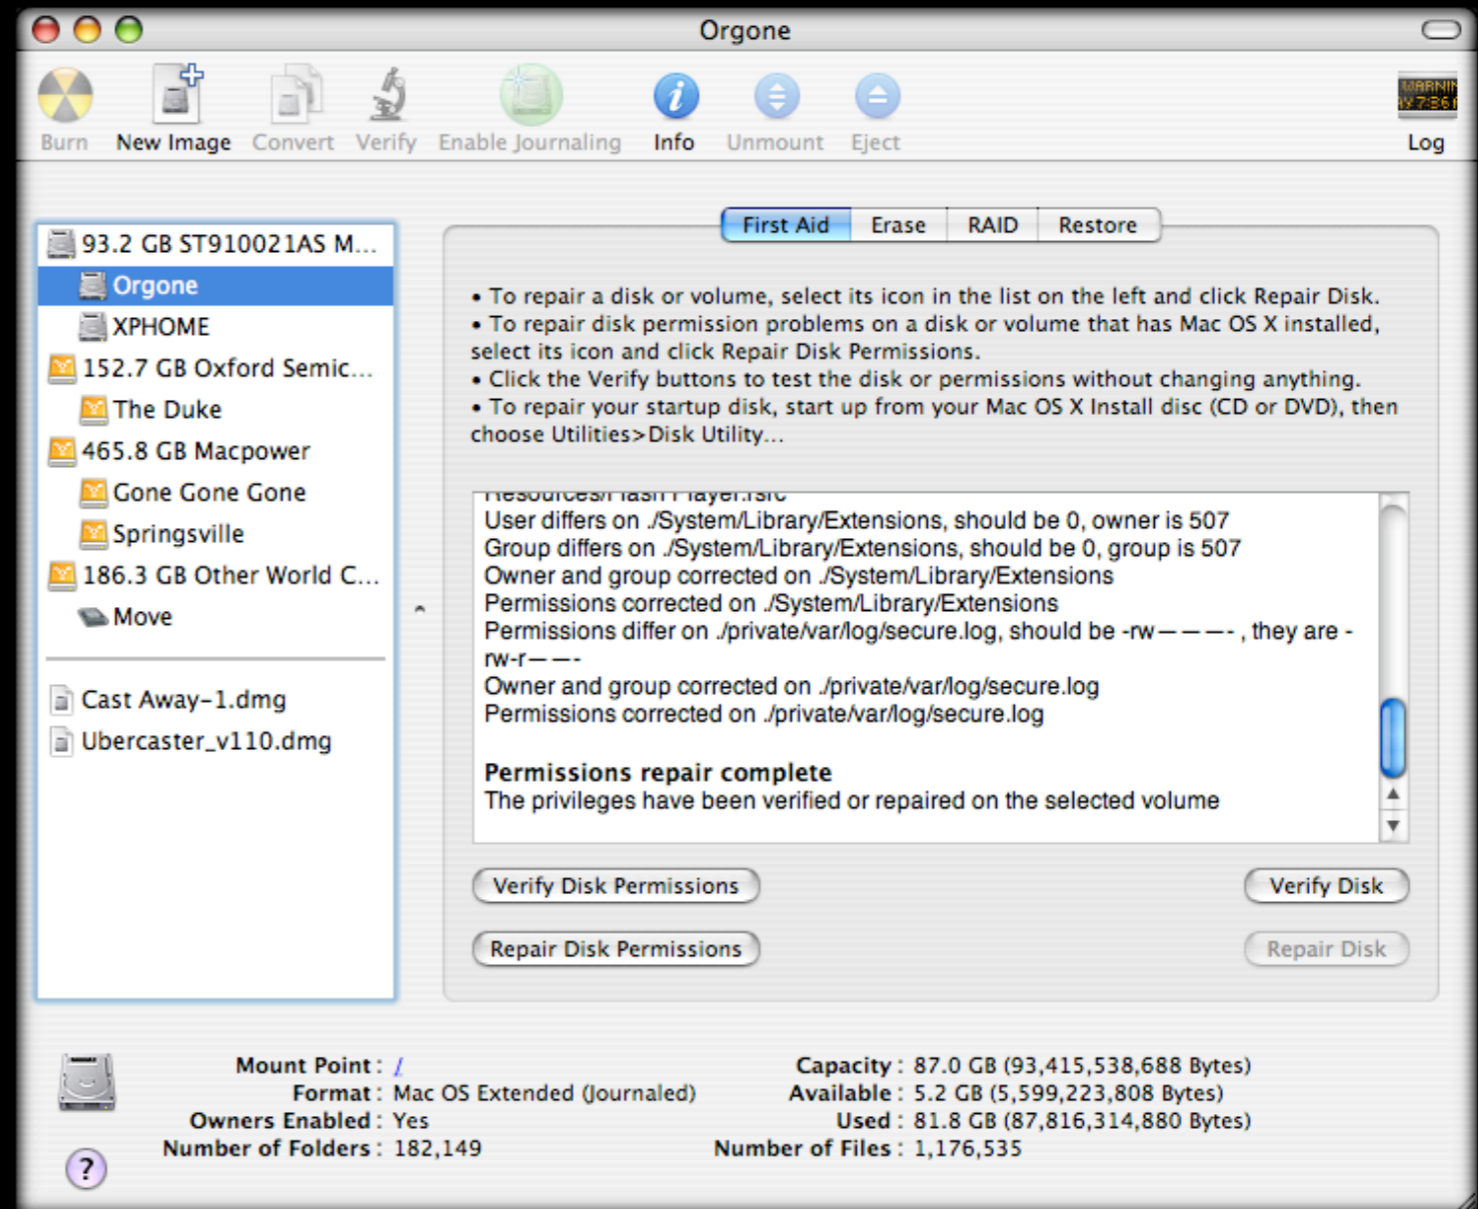 Orgone
Burn
New Image
Convert
Verify
Enable Journaling
Info
Unmount
Eject
Log
93.2 GB ST910021AS M...
Orgone
XPHOME
152.7 GB Oxford Semic...
The Duke
465.8 GB Macpower
Gone Gone Gone
Springsville
186.3 GB Other World C...
Move
Cast Away-1.dmg
Ubercaster_v110.dmg
First Aid
Erase
RAID
Restore
• To repair a disk or volume, select its icon in the list on the left and click Repair Disk.
• To repair disk permission problems on a disk or volume that has Mac OS X installed,
select its icon and click Repair Disk Permissions.
• Click the Verify buttons to test the disk or permissions without changing anything.
• To repair your startup disk, start up from your Mac OS X Install disc (CD or DVD), then
choose Utilities>Disk Utility...
Resources/Flash Player.rsrc
User differs on ./System/Library/Extensions, should be 0, owner is 507
Group differs on ./System/Library/Extensions, should be 0, group is 507
Owner and group corrected on ./System/Library/Extensions
Permissions corrected on ./System/Library/Extensions
Permissions differ on ./private/var/log/secure.log, should be -rw———- , they are -
rw-r——-
Owner and group corrected on ./private/var/log/secure.log
Permissions corrected on ./private/var/log/secure.log
Permissions repair complete
The privileges have been verified or repaired on the selected volume
Verify Disk Permissions
Verify Disk
Repair Disk Permissions
Repair Disk
Mount Point : /
Format : Mac OS Extended (Journaled)
Owners Enabled : Yes
Number of Folders : 182,149
Capacity : 87.0 GB (93,415,538,688 Bytes)
Available : 5.2 GB (5,599,223,808 Bytes)
Used : 81.8 GB (87,816,314,880 Bytes)
Number of Files : 1,176,535
?